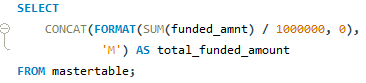 SELECT
CONCAT(FORMAT(SUM(funded_amnt) / 1000000, 0),
'M') AS total_funded_amount
FROM mastertable;